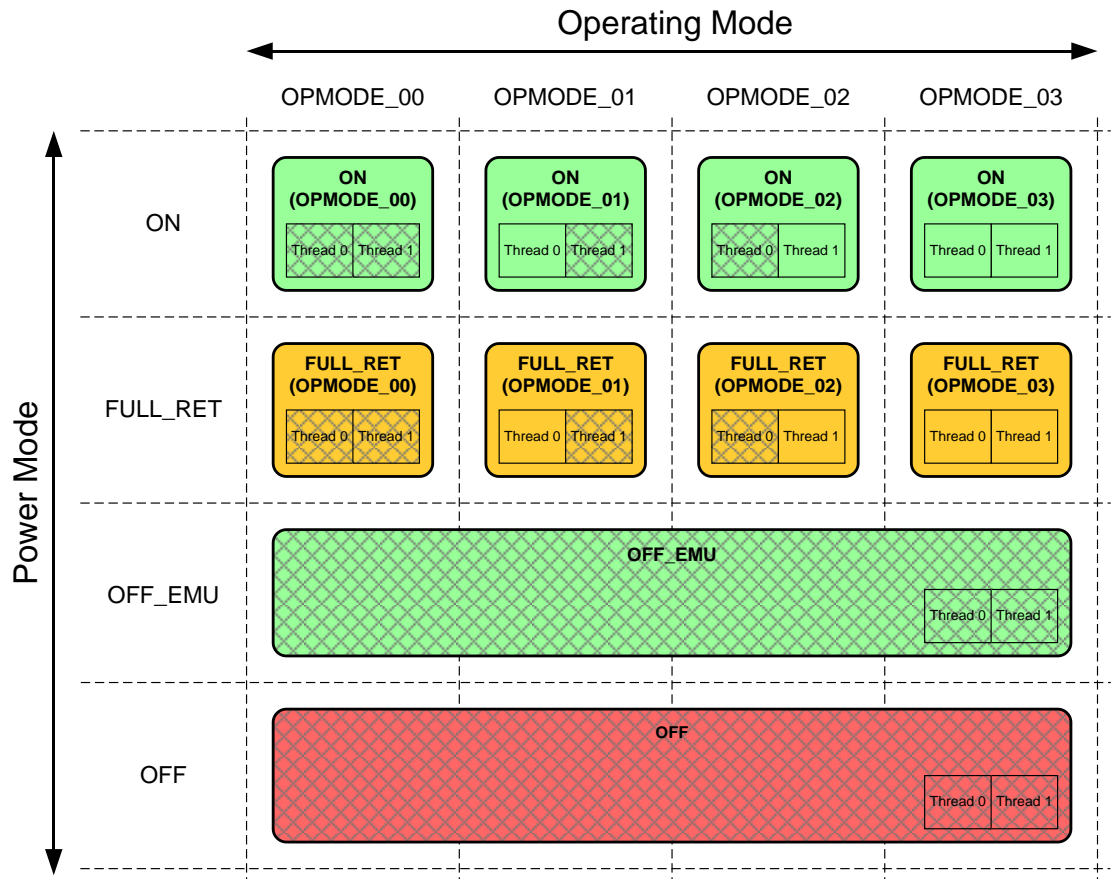 Operating Mode
OPMODE_00 OPMODE_01 OPMODE_02 OPMODE_03
Power Mode
ON
ON
(OPMODE_00)
Thread 0 Thread 1
ON
(OPMODE_01)
Thread 0 Thread 1
ON
(OPMODE_02)
Thread 0 Thread 1
ON
(OPMODE_03)
Thread 0 Thread 1
FULL_RET
FULL_RET
(OPMODE_00)
Thread 0 Thread 1
FULL_RET
(OPMODE_01)
Thread 0 Thread 1
FULL_RET
(OPMODE_02)
Thread 0 Thread 1
FULL_RET
(OPMODE_03)
Thread 0 Thread 1
OFF_EMU
OFF_EMU
Thread 0 Thread 1
OFF
OFF
Thread 0 Thread 1